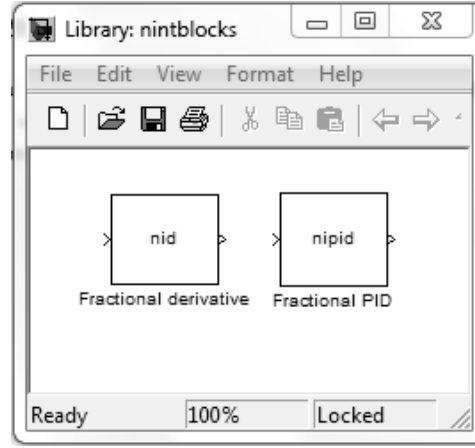 Library: nintblocks
File Edit View Format Help
nid nipid
Fractional derivative Fractional PID
Ready 100% Locked